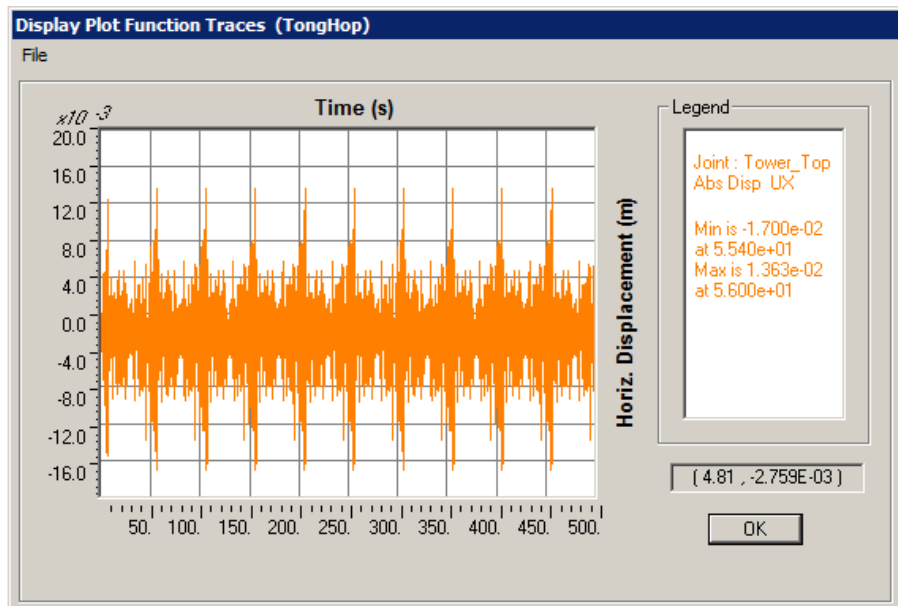 Display Plot Function Traces (TongHop)
File
Time (s)
x10 -3
20.0
16.0
12.0
8.0
4.0
0.0
-4.0
-8.0
-12.0
-16.0
50. 100. 150. 200. 250. 300. 350. 400. 450. 500.
Horiz. Displacement (m)
Legend
Joint : Tower_Top
Abs Disp UX
Min is -1.700e-02
at 5.540e+01
Max is 1.363e-02
at 5.600e+01
( 4.81 , -2.759E-03 )
OK